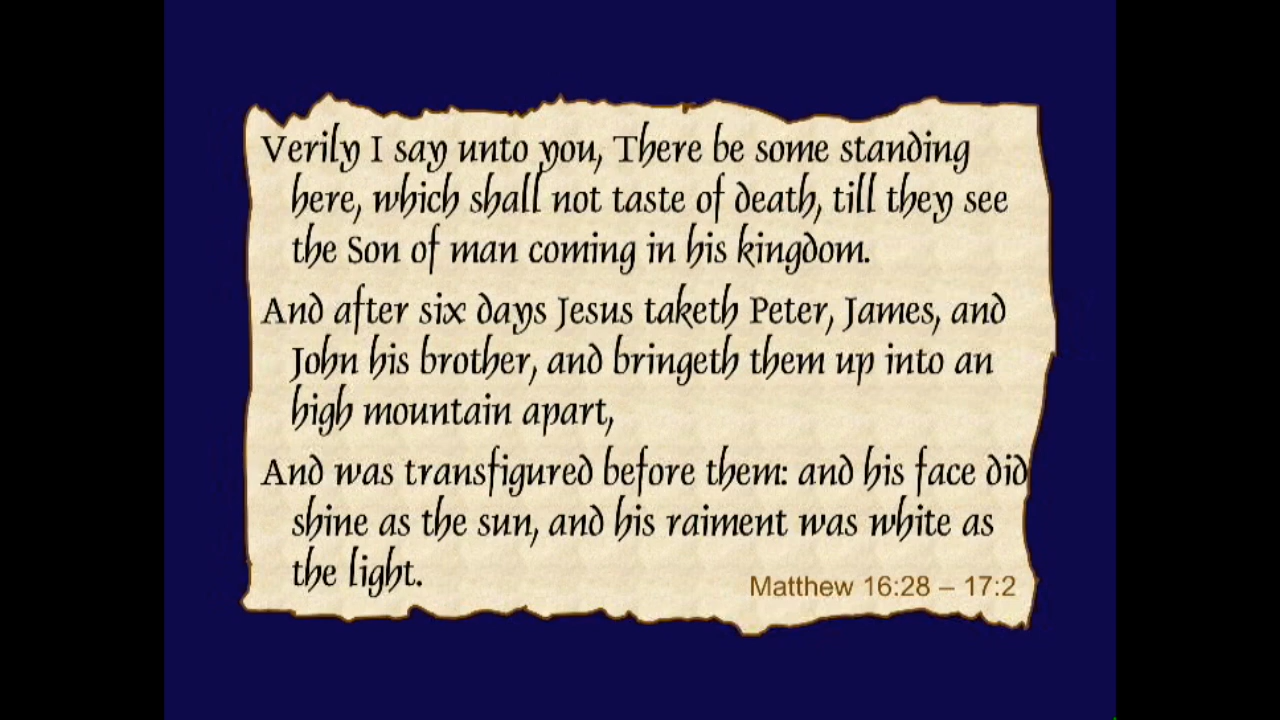 Verily I say unto you, There be some standing
here, which shall not taste of death, till they see
the Son of man coming in his kingdom.
And after six days Jesus taketh Peter, James, and
John his brother, and bringeth them up into an
high mountain apart,
And was transfigured before them: and his face did
shine as the sun, and his raiment was white as
the light.
Matthew 16:28 – 17:2